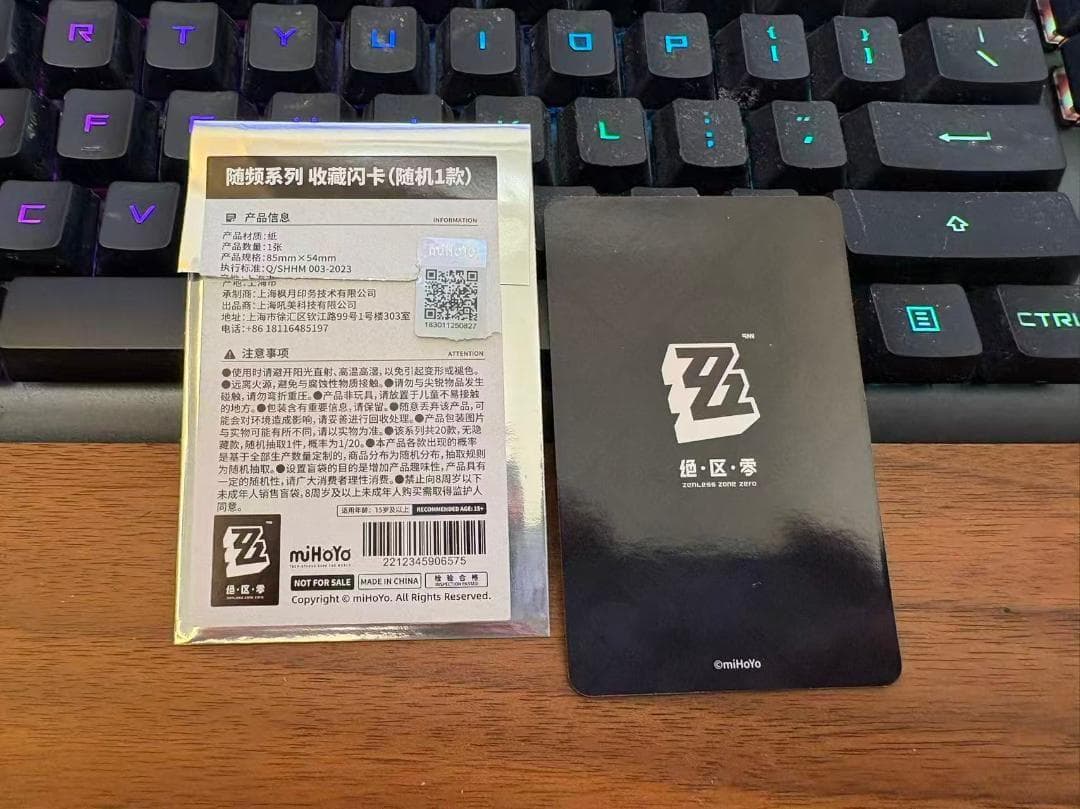 R T Y U I O P { [ } ] | \
F L : ; " '
C V
CTRL
随频系列 收藏闪卡(随机1款)
产品信息 INFORMATION
产品材质:纸
产品数量:1张
产品规格:85mm×54mm
执行标准:Q/SHHM 003-2023
产地:上海市
承制商:上海枫月印务技术有限公司
出品商:上海吼美科技有限公司
地址:上海市徐汇区钦江路99号1号楼303室
电话:+86 18116485197
miHoYo
183011250827
注意事项 ATTENTION
●使用时请避开阳光直射、高温高湿,以免引起变形或褪色。
●远离火源,避免与腐蚀性物质接触。●请勿与尖锐物品发生
碰触,请勿弯折重压。●产品非玩具,请放置于儿童不易接触
的地方。●包装含有重要信息,请保留。●随意丢弃该产品,可
能会对环境造成影响,请妥善进行回收处理。●产品包装图片
与实物可能有所不同,请以实物为准。●该系列共20款,无隐
藏款,随机抽取1件,概率为1/20。●本产品各款出现的概率
是基于全部生产数量定制的,商品分布为随机分布,抽取规则
为随机抽取。●设置盲袋的目的是增加产品趣味性,产品具有
一定的随机性,请广大消费者理性消费。●禁止向8周岁以下
未成年人销售盲袋,8周岁及以上未成年人购买需取得监护人
同意。
适用年龄:15岁及以上 RECOMMENDED AGE: 15+
绝·区·零
ZENLESS ZONE ZERO
miHoYo
TECH OTAKUS SAVE THE WORLD
2212345906575
NOT FOR SALE MADE IN CHINA 检验合格 INSPECTION PASSED
Copyright © miHoYo. All Rights Reserved.
绝·区·零
ZENLESS ZONE ZERO
©miHoYo